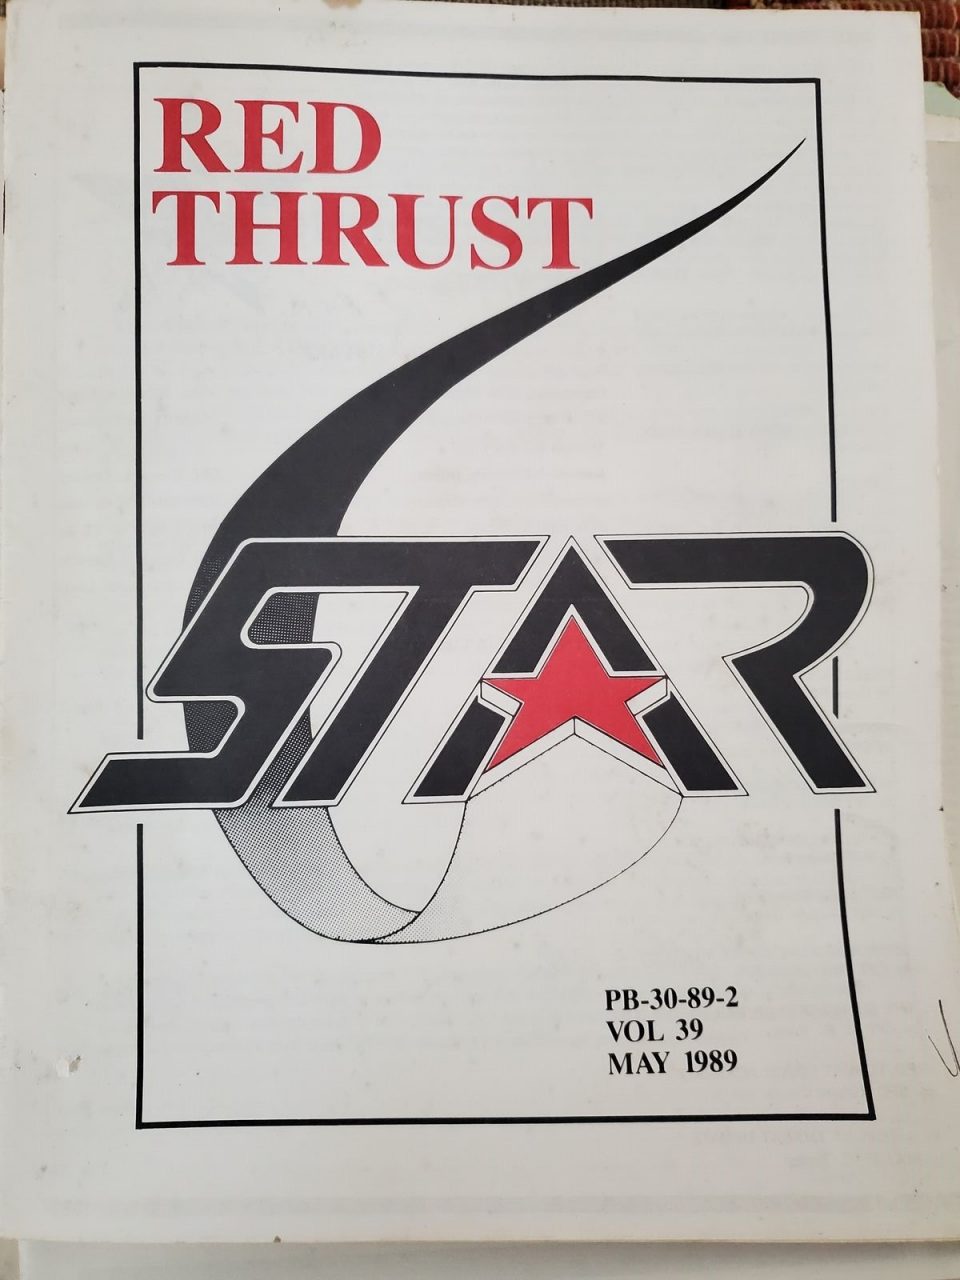 RED
THRUST
STAR
PB-30-89-2
VOL 39
MAY 1989